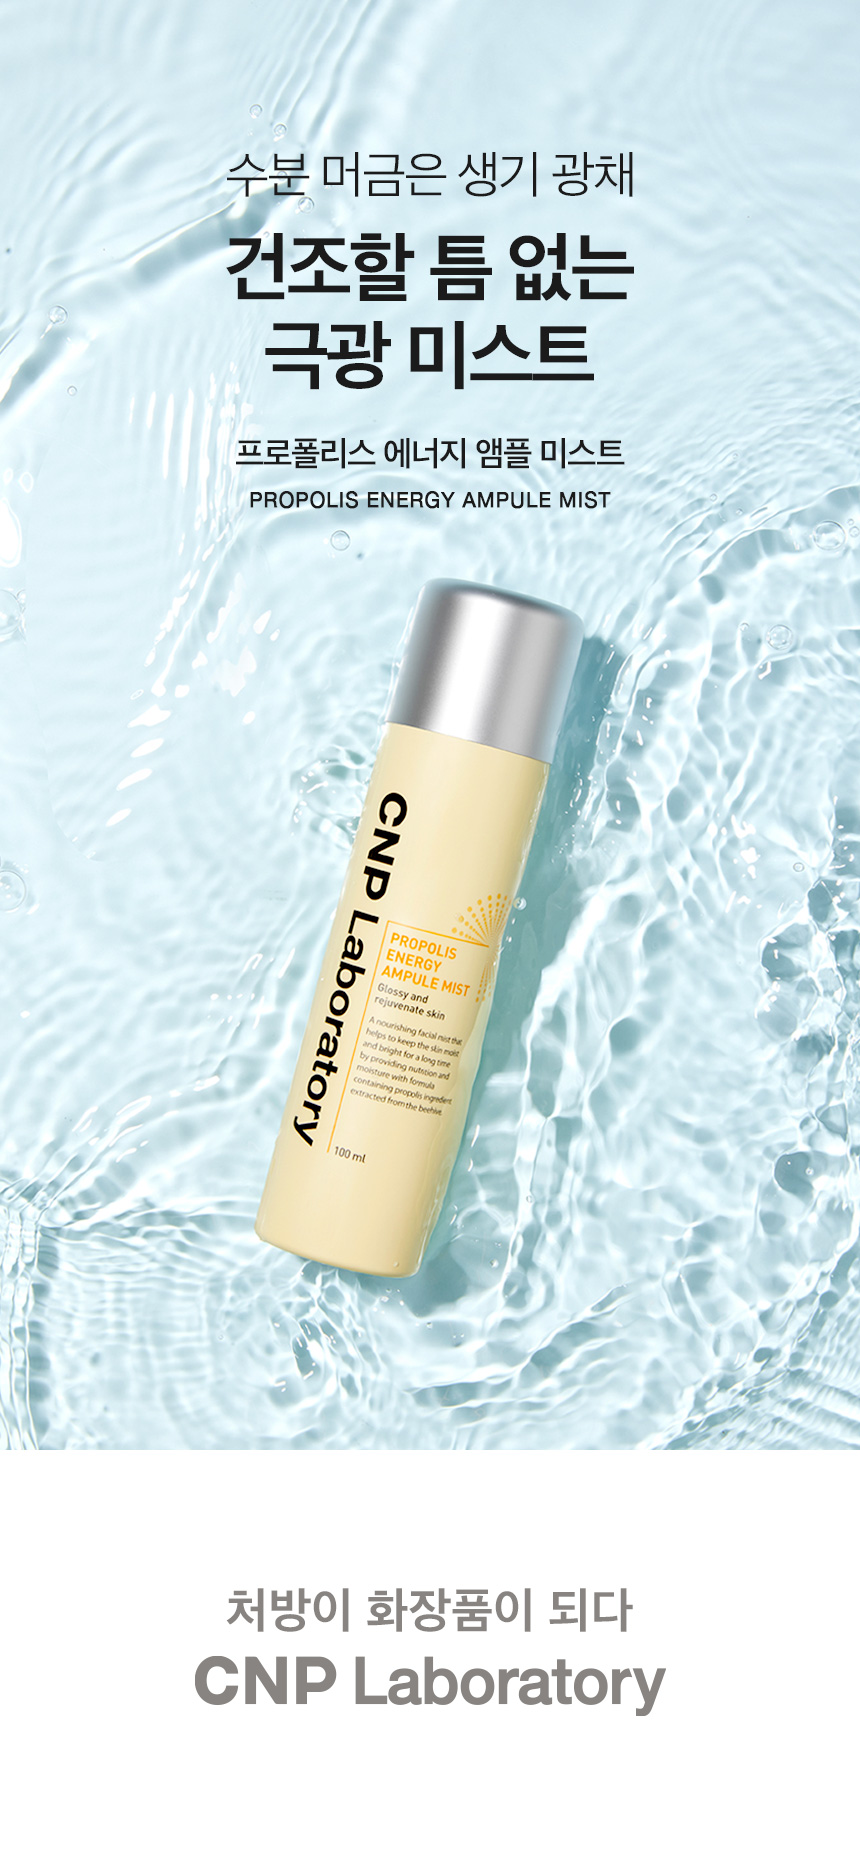 수분 머금은 생기 광채
건조할 틈 없는
극광 미스트
프로폴리스 에너지 앰플 미스트
PROPOLIS ENERGY AMPULE MIST
CNP Laboratory
PROPOLIS
ENERGY
AMPULE MIST
Glossy and
rejuvenate skin
A nourishing facial mist that
helps to keep the skin moist
and bright for a long time
by providing nutrition and
moisture with formula
containing propolis ingredient
extracted from the beehive.
100 ml
처방이 화장품이 되다
CNP Laboratory